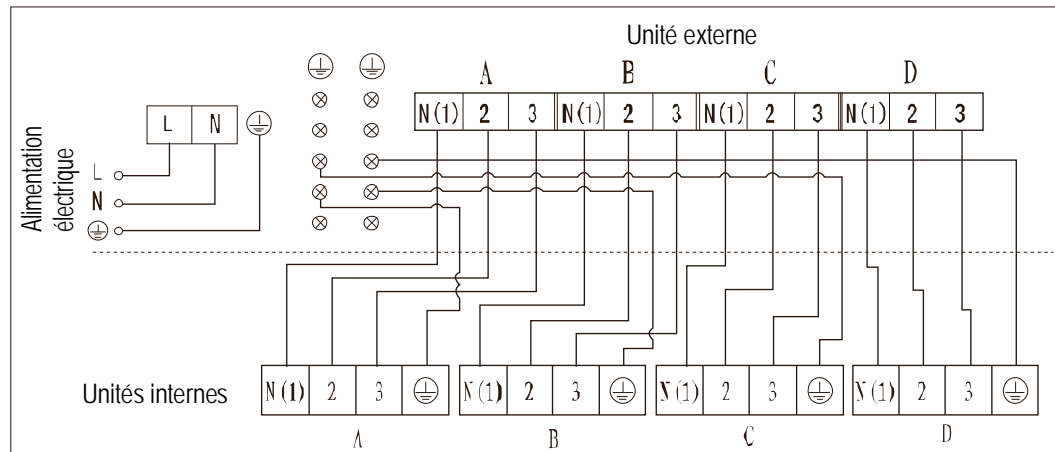 Unité externe
A B C D
N(1) 2 3 N(1) 2 3 N(1) 2 3 N(1) 2 3
L N
Alimentation
électrique
L
N
Unités internes
N(1) 2 3 N(1) 2 3 N(1) 2 3 N(1) 2 3
A B C D